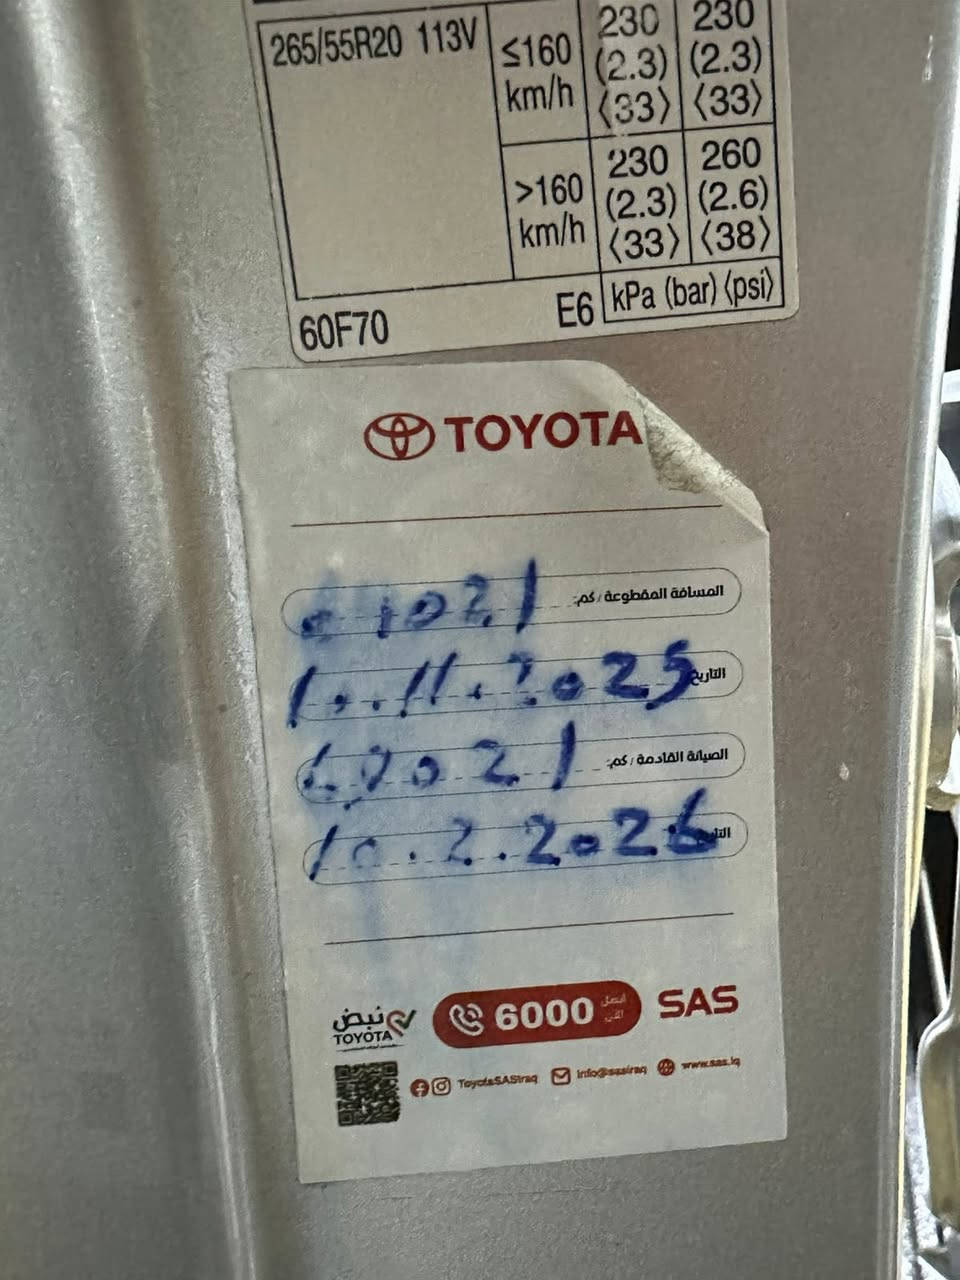 265/55R20 113V ≤160 km/h 230 (2.3) ⟨33⟩ 230 (2.3) ⟨33⟩
>160 km/h 230 (2.3) ⟨33⟩ 260 (2.6) ⟨38⟩
60F70 E6 kPa (bar) ⟨psi⟩
TOYOTA
المسافة المقطوعة / كم:
التاريخ 10.11.2025
الصيانة القادمة / كم:
10.2.2026
نبض TOYOTA 6000 اتصل SAS
ToyotaSASIraq info@sasiraq www.sas.iq